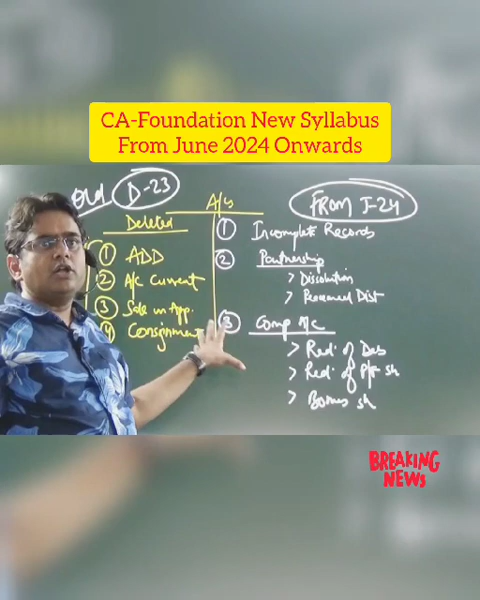 CA-Foundation New Syllabus
From June 2024 Onwards
Old D-23
A/cs
FROM J-24
Deleted
① ADD
② A/c Current
③ Sale on App.
④ Consignment
① Incomplete Records
② Partnership
> Dissolution
> Piecemeal Dist
③ Comp A/c
> Red. of Deb
> Red. of P/f sh
> Bonus sh
BREAKING
NEWS